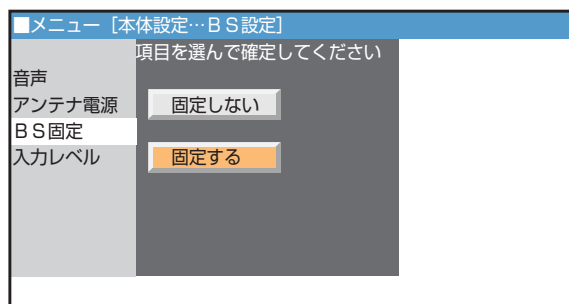 ■メニュー［本体設定…ＢＳ設定］
項目を選んで確定してください
音声
アンテナ電源
固定しない
ＢＳ固定
入力レベル
固定する